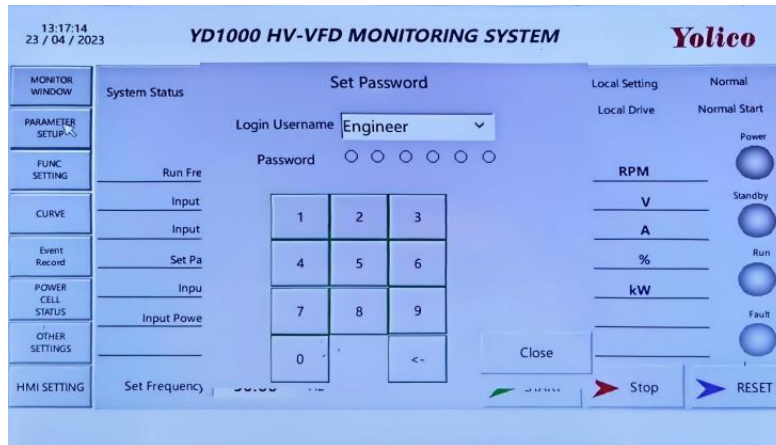 13:17:14
23 / 04 / 2023
YD1000 HV-VFD MONITORING SYSTEM
Yolico
MONITOR
WINDOW
PARAMETER
SETUP
FUNC
SETTING
CURVE
Event
Record
POWER
CELL
STATUS
OTHER
SETTINGS
HMI SETTING
System Status
Set Password
Local Setting Normal
Local Drive Normal Start
Login Username Engineer
Password
Power
Run Fre
RPM
Input
V
Standby
Input
A
Set Pa
%
Run
Inpu
kW
Input Powe
Fault
1 2 3
4 5 6
7 8 9
0 <-
Close
Set Frequency
Stop
RESET